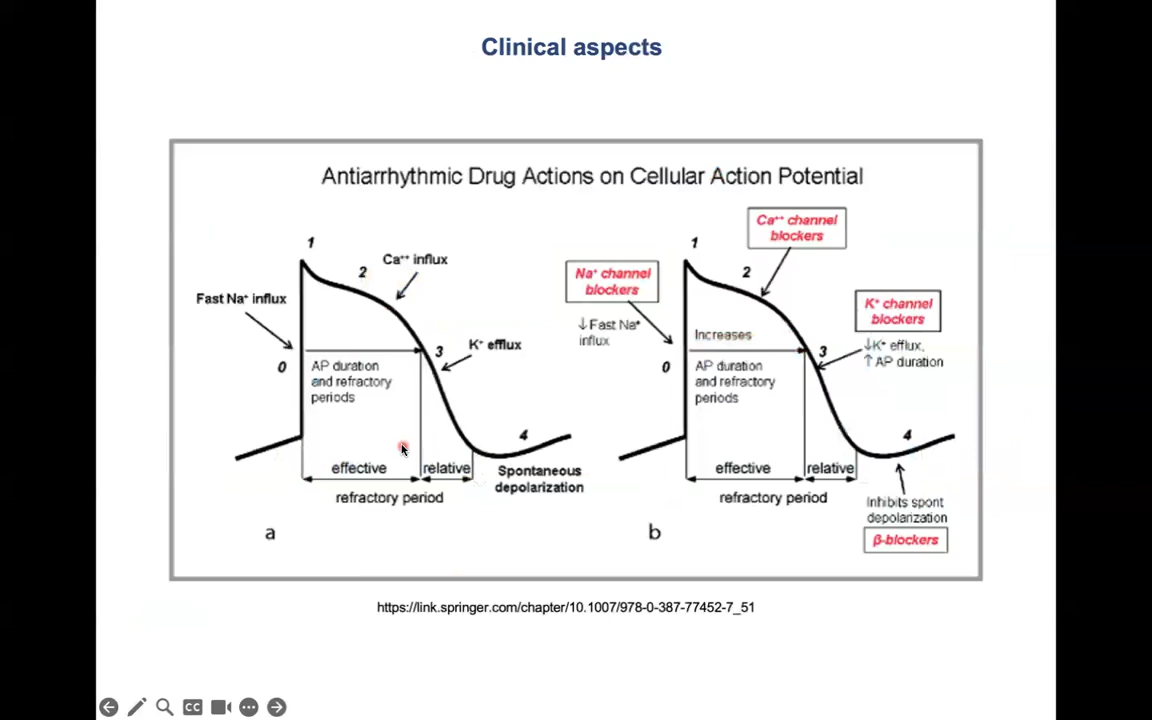 Clinical aspects
Antiarrhythmic Drug Actions on Cellular Action Potential
1
2
Ca⁺⁺ influx
Fast Na⁺ influx
3
K⁺ efflux
0
AP duration
and refractory
periods
4
effective
relative
Spontaneous
depolarization
refractory period
a
1
2
Ca⁺⁺ channel
blockers
Na⁺ channel
blockers
↓Fast Na⁺
influx
K⁺ channel
blockers
Increases
3
↓K⁺ efflux,
↑AP duration
0
AP duration
and refractory
periods
4
effective
relative
refractory period
Inhibits spont
depolarization
β-blockers
b
https://link.springer.com/chapter/10.1007/978-0-387-77452-7_51
CC